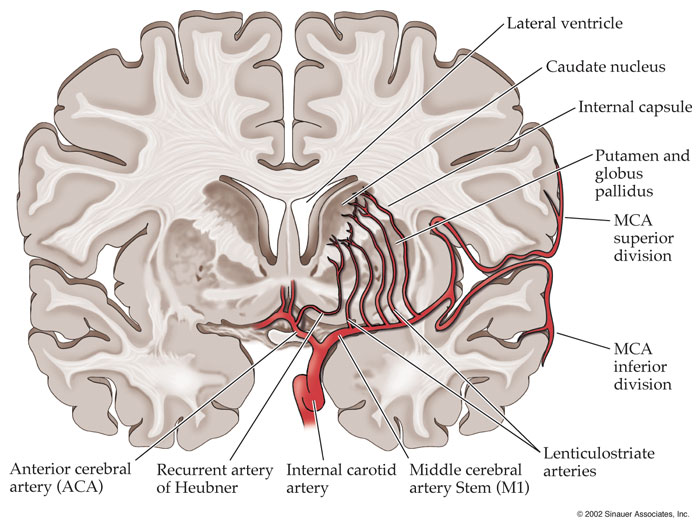 Lateral ventricle
Caudate nucleus
Internal capsule
Putamen and
globus
pallidus
MCA
superior
division
MCA
inferior
division
Anterior cerebral
artery (ACA)
Recurrent artery
of Heubner
Internal carotid
artery
Middle cerebral
artery Stem (M1)
Lenticulostriate
arteries
© 2002 Sinauer Associates, Inc.